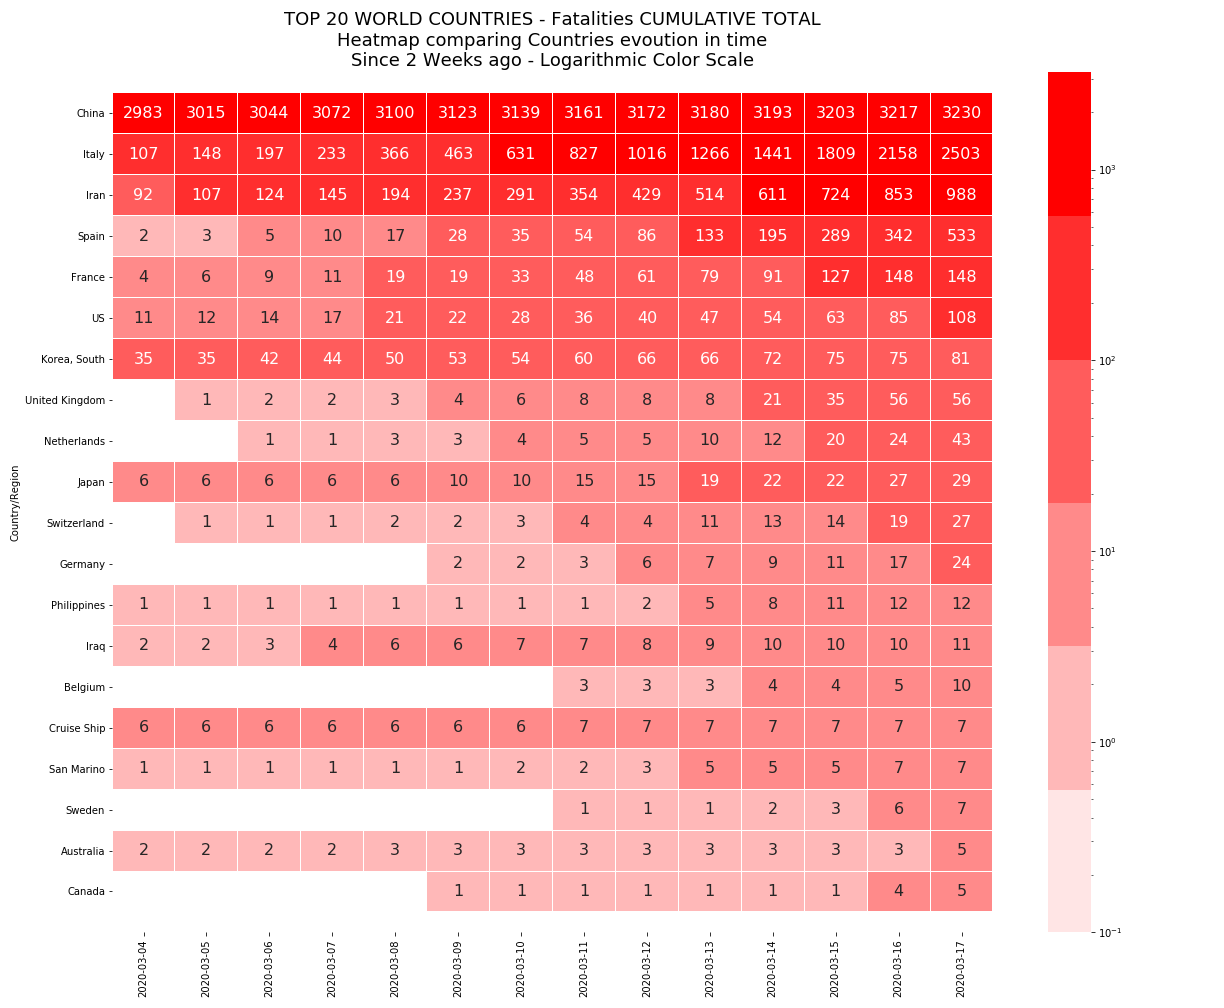 TOP 20 WORLD COUNTRIES - Fatalities CUMULATIVE TOTAL
Heatmap comparing Countries evoution in time
Since 2 Weeks ago - Logarithmic Color Scale
China 2983 3015 3044 3072 3100 3123 3139 3161 3172 3180 3193 3203 3217 3230
Italy 107 148 197 233 366 463 631 827 1016 1266 1441 1809 2158 2503
Iran 92 107 124 145 194 237 291 354 429 514 611 724 853 988
Spain 2 3 5 10 17 28 35 54 86 133 195 289 342 533
France 4 6 9 11 19 19 33 48 61 79 91 127 148 148
US 11 12 14 17 21 22 28 36 40 47 54 63 85 108
Korea, South 35 35 42 44 50 53 54 60 66 66 72 75 75 81
United Kingdom 1 2 2 3 4 6 8 8 8 21 35 56 56
Netherlands 1 1 3 3 4 5 5 10 12 20 24 43
Japan 6 6 6 6 6 10 10 15 15 19 22 22 27 29
Switzerland 1 1 1 2 2 3 4 4 11 13 14 19 27
Germany 2 2 3 6 7 9 11 17 24
Philippines 1 1 1 1 1 1 1 1 2 5 8 11 12 12
Iraq 2 2 3 4 6 6 7 7 8 9 10 10 10 11
Belgium 3 3 3 4 4 5 10
Cruise Ship 6 6 6 6 6 6 6 7 7 7 7 7 7 7
San Marino 1 1 1 1 1 1 2 2 3 5 5 5 7 7
Sweden 1 1 1 2 3 6 7
Australia 2 2 2 2 3 3 3 3 3 3 3 3 3 5
Canada 1 1 1 1 1 1 1 4 5
Country/Region
2020-03-04 2020-03-05 2020-03-06 2020-03-07 2020-03-08 2020-03-09 2020-03-10 2020-03-11 2020-03-12 2020-03-13 2020-03-14 2020-03-15 2020-03-16 2020-03-17
10³
10²
10¹
10⁰
10⁻¹